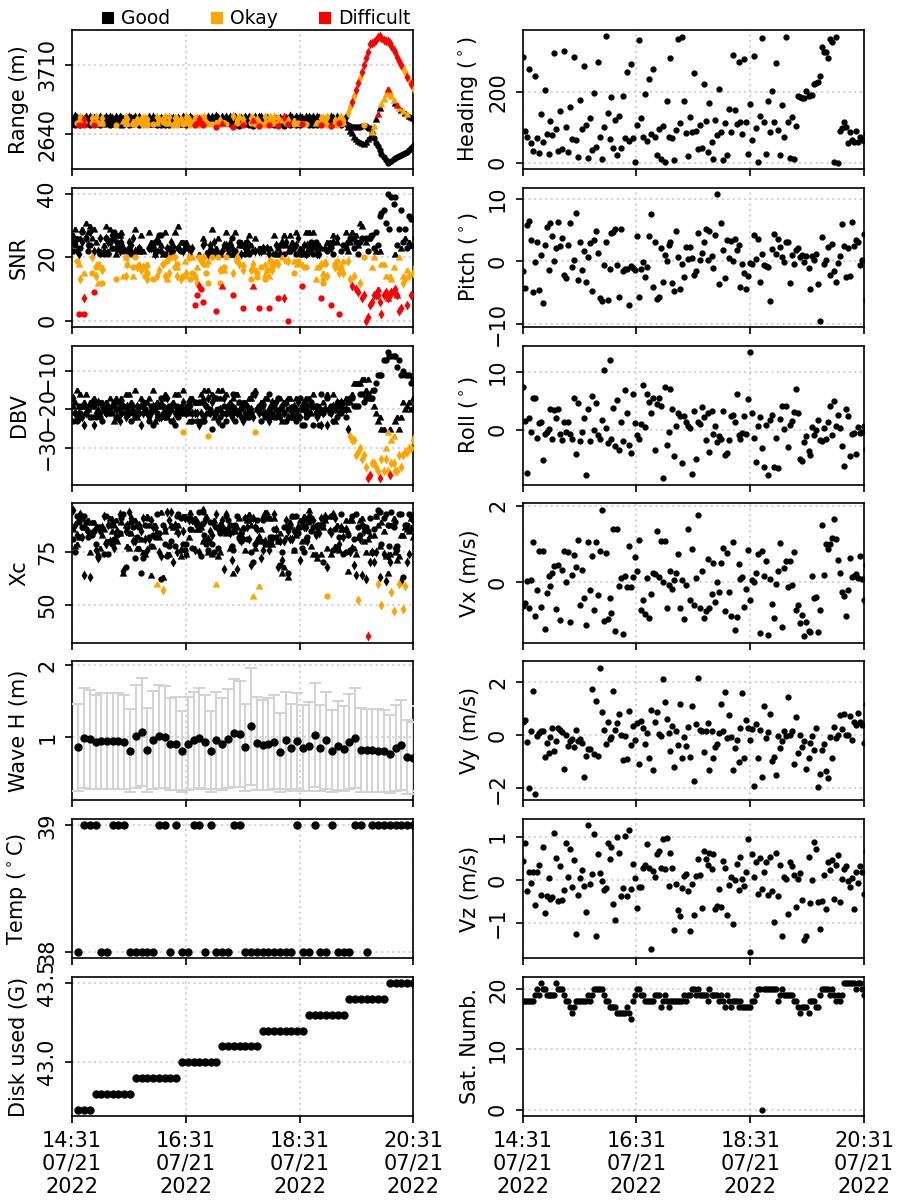 Good Okay Difficult
Range (m)
3710
2640
Heading (°)
200
0
SNR
40
20
0
Pitch (°)
10
0
−10
DBV
−10
−20
−30
Roll (°)
10
0
Xc
75
50
Vx (m/s)
2
0
Wave H (m)
2
1
Vy (m/s)
2
0
−2
Temp (°C)
39
38
Vz (m/s)
1
0
−1
Disk used (G)
43.5
43.0
Sat. Numb.
20
10
0
14:31 16:31 18:31 20:31 14:31 16:31 18:31 20:31
07/21 07/21 07/21 07/21 07/21 07/21 07/21 07/21
2022 2022 2022 2022 2022 2022 2022 2022